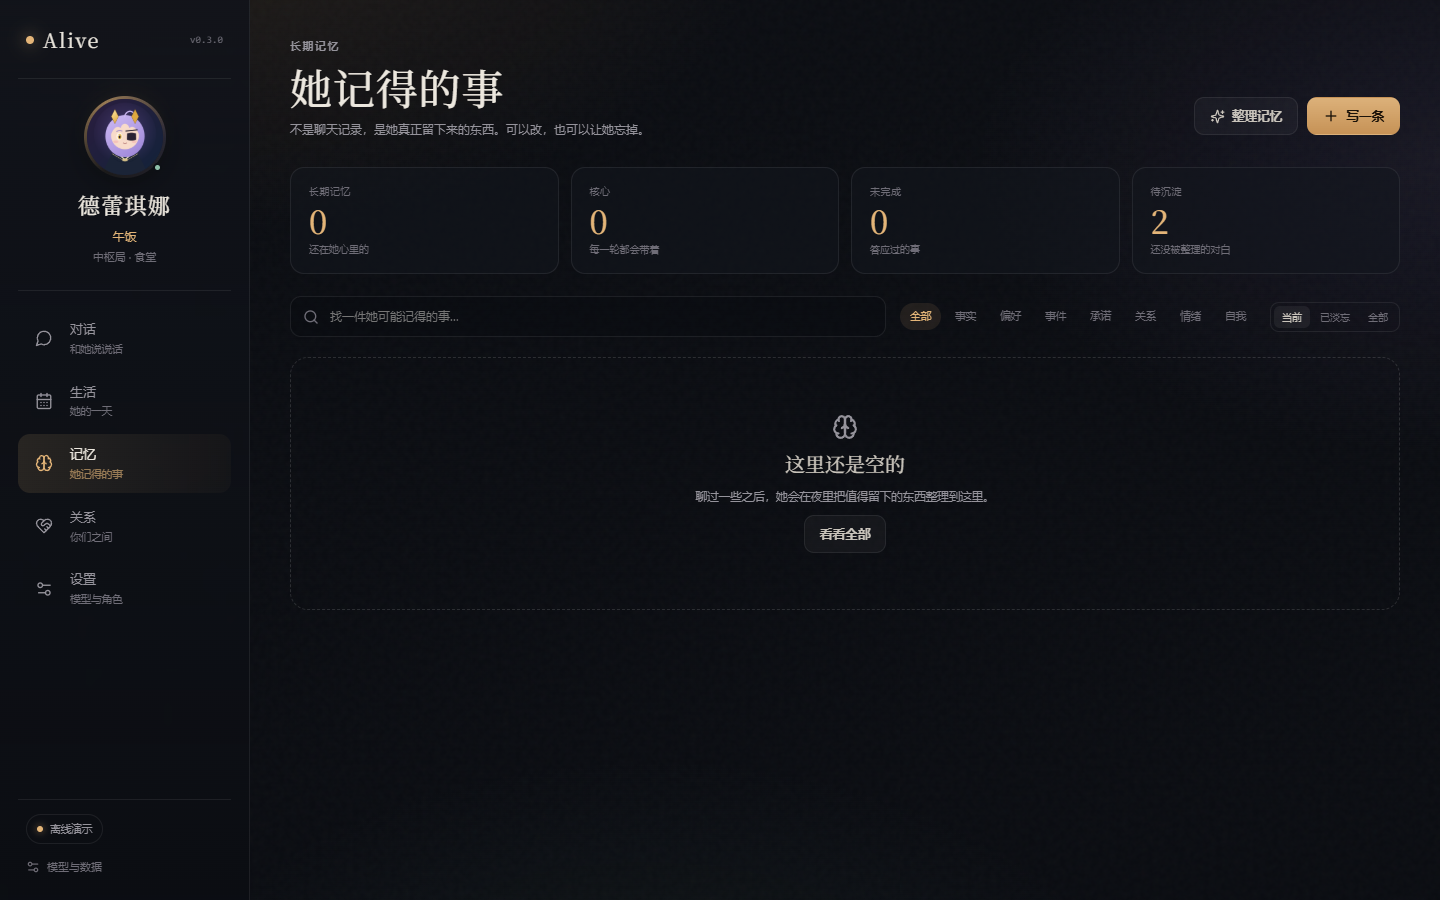 Alive
v0.3.0
德蕾琪娜
午饭
中枢局 · 食堂
对话
和她说说话
生活
她的一天
记忆
她记得的事
关系
你们之间
设置
模型与角色
离线演示
模型与数据
长期记忆
她记得的事
不是聊天记录，是她真正留下来的东西。可以改，也可以让她忘掉。
整理记忆
写一条
长期记忆
0
还在她心里的
核心
0
每一轮都会带着
未完成
0
答应过的事
待沉淀
2
还没被整理的对白
找一件她可能记得的事...
全部 事实 偏好 事件 承诺 关系 情绪 自我
当前 已淡忘 全部
这里还是空的
聊过一些之后，她会在夜里把值得留下的东西整理到这里。
看看全部